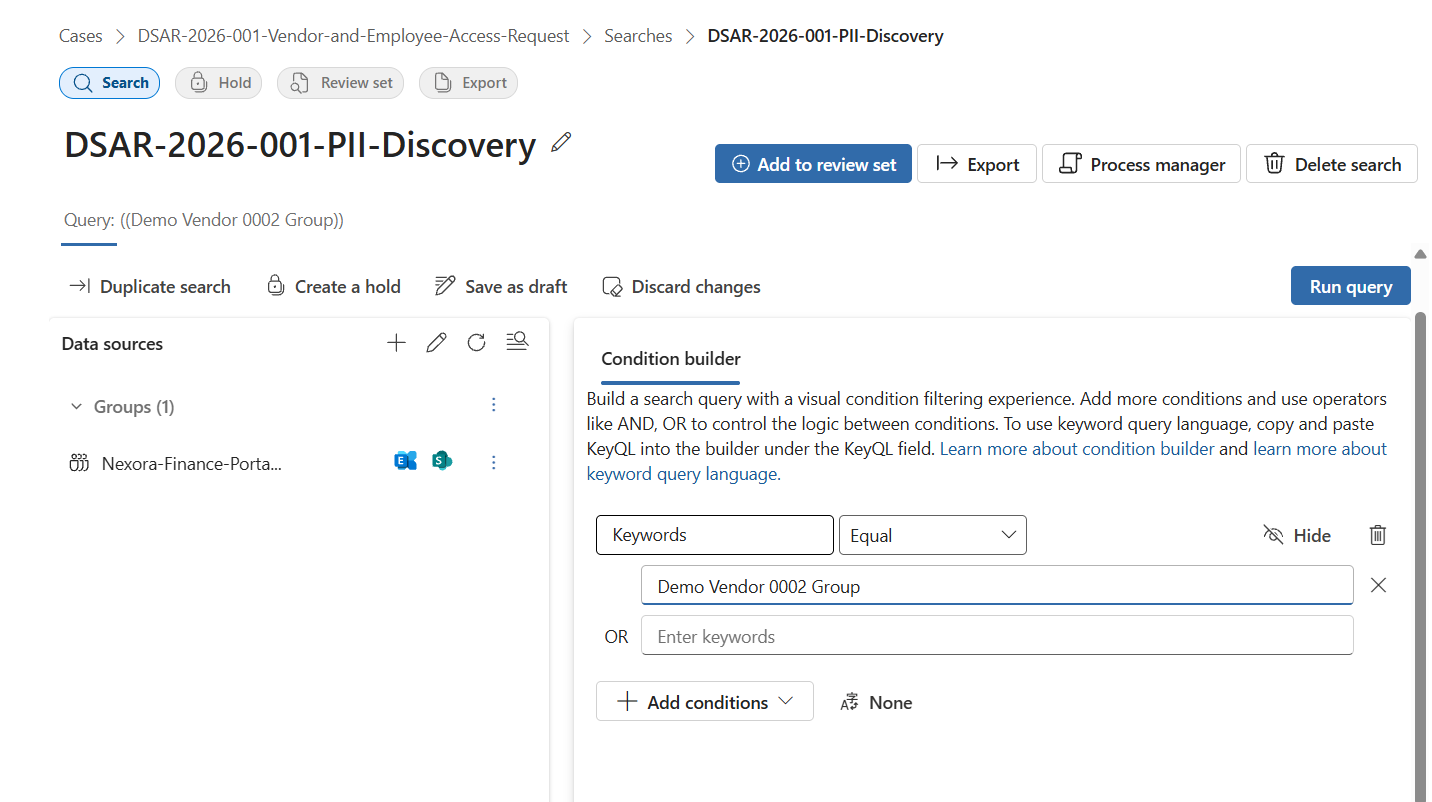 Cases > DSAR-2026-001-Vendor-and-Employee-Access-Request > Searches > DSAR-2026-001-PII-Discovery
Search Hold Review set Export
DSAR-2026-001-PII-Discovery
Add to review set Export Process manager Delete search
Query: ((Demo Vendor 0002 Group))
Duplicate search Create a hold Save as draft Discard changes Run query
Data sources
Groups (1)
Nexora-Finance-Porta...
Condition builder
Build a search query with a visual condition filtering experience. Add more conditions and use operators
like AND, OR to control the logic between conditions. To use keyword query language, copy and paste
KeyQL into the builder under the KeyQL field. Learn more about condition builder and learn more about
keyword query language.
Keywords Equal Hide
Demo Vendor 0002 Group
OR Enter keywords
Add conditions None